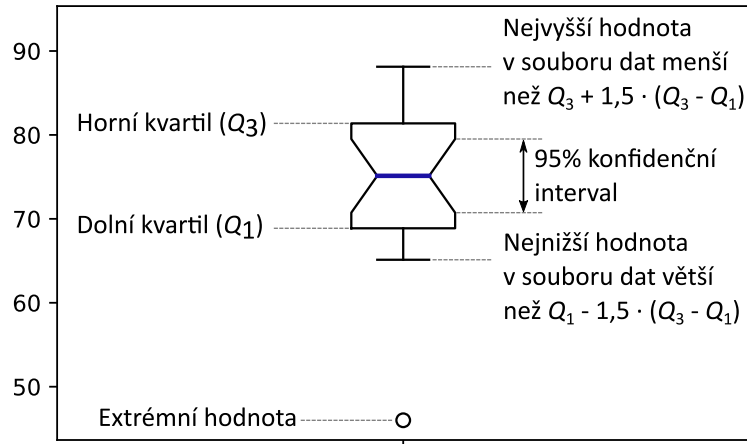 Nejvyšší hodnota
v souboru dat menší
než Q3 + 1,5 · (Q3 - Q1)
90
Horní kvartil (Q3)
80
95% konfidenční
interval
70
Dolní kvartil (Q1)
Nejnižší hodnota
v souboru dat větší
než Q1 - 1,5 · (Q3 - Q1)
60
50
Extrémní hodnota